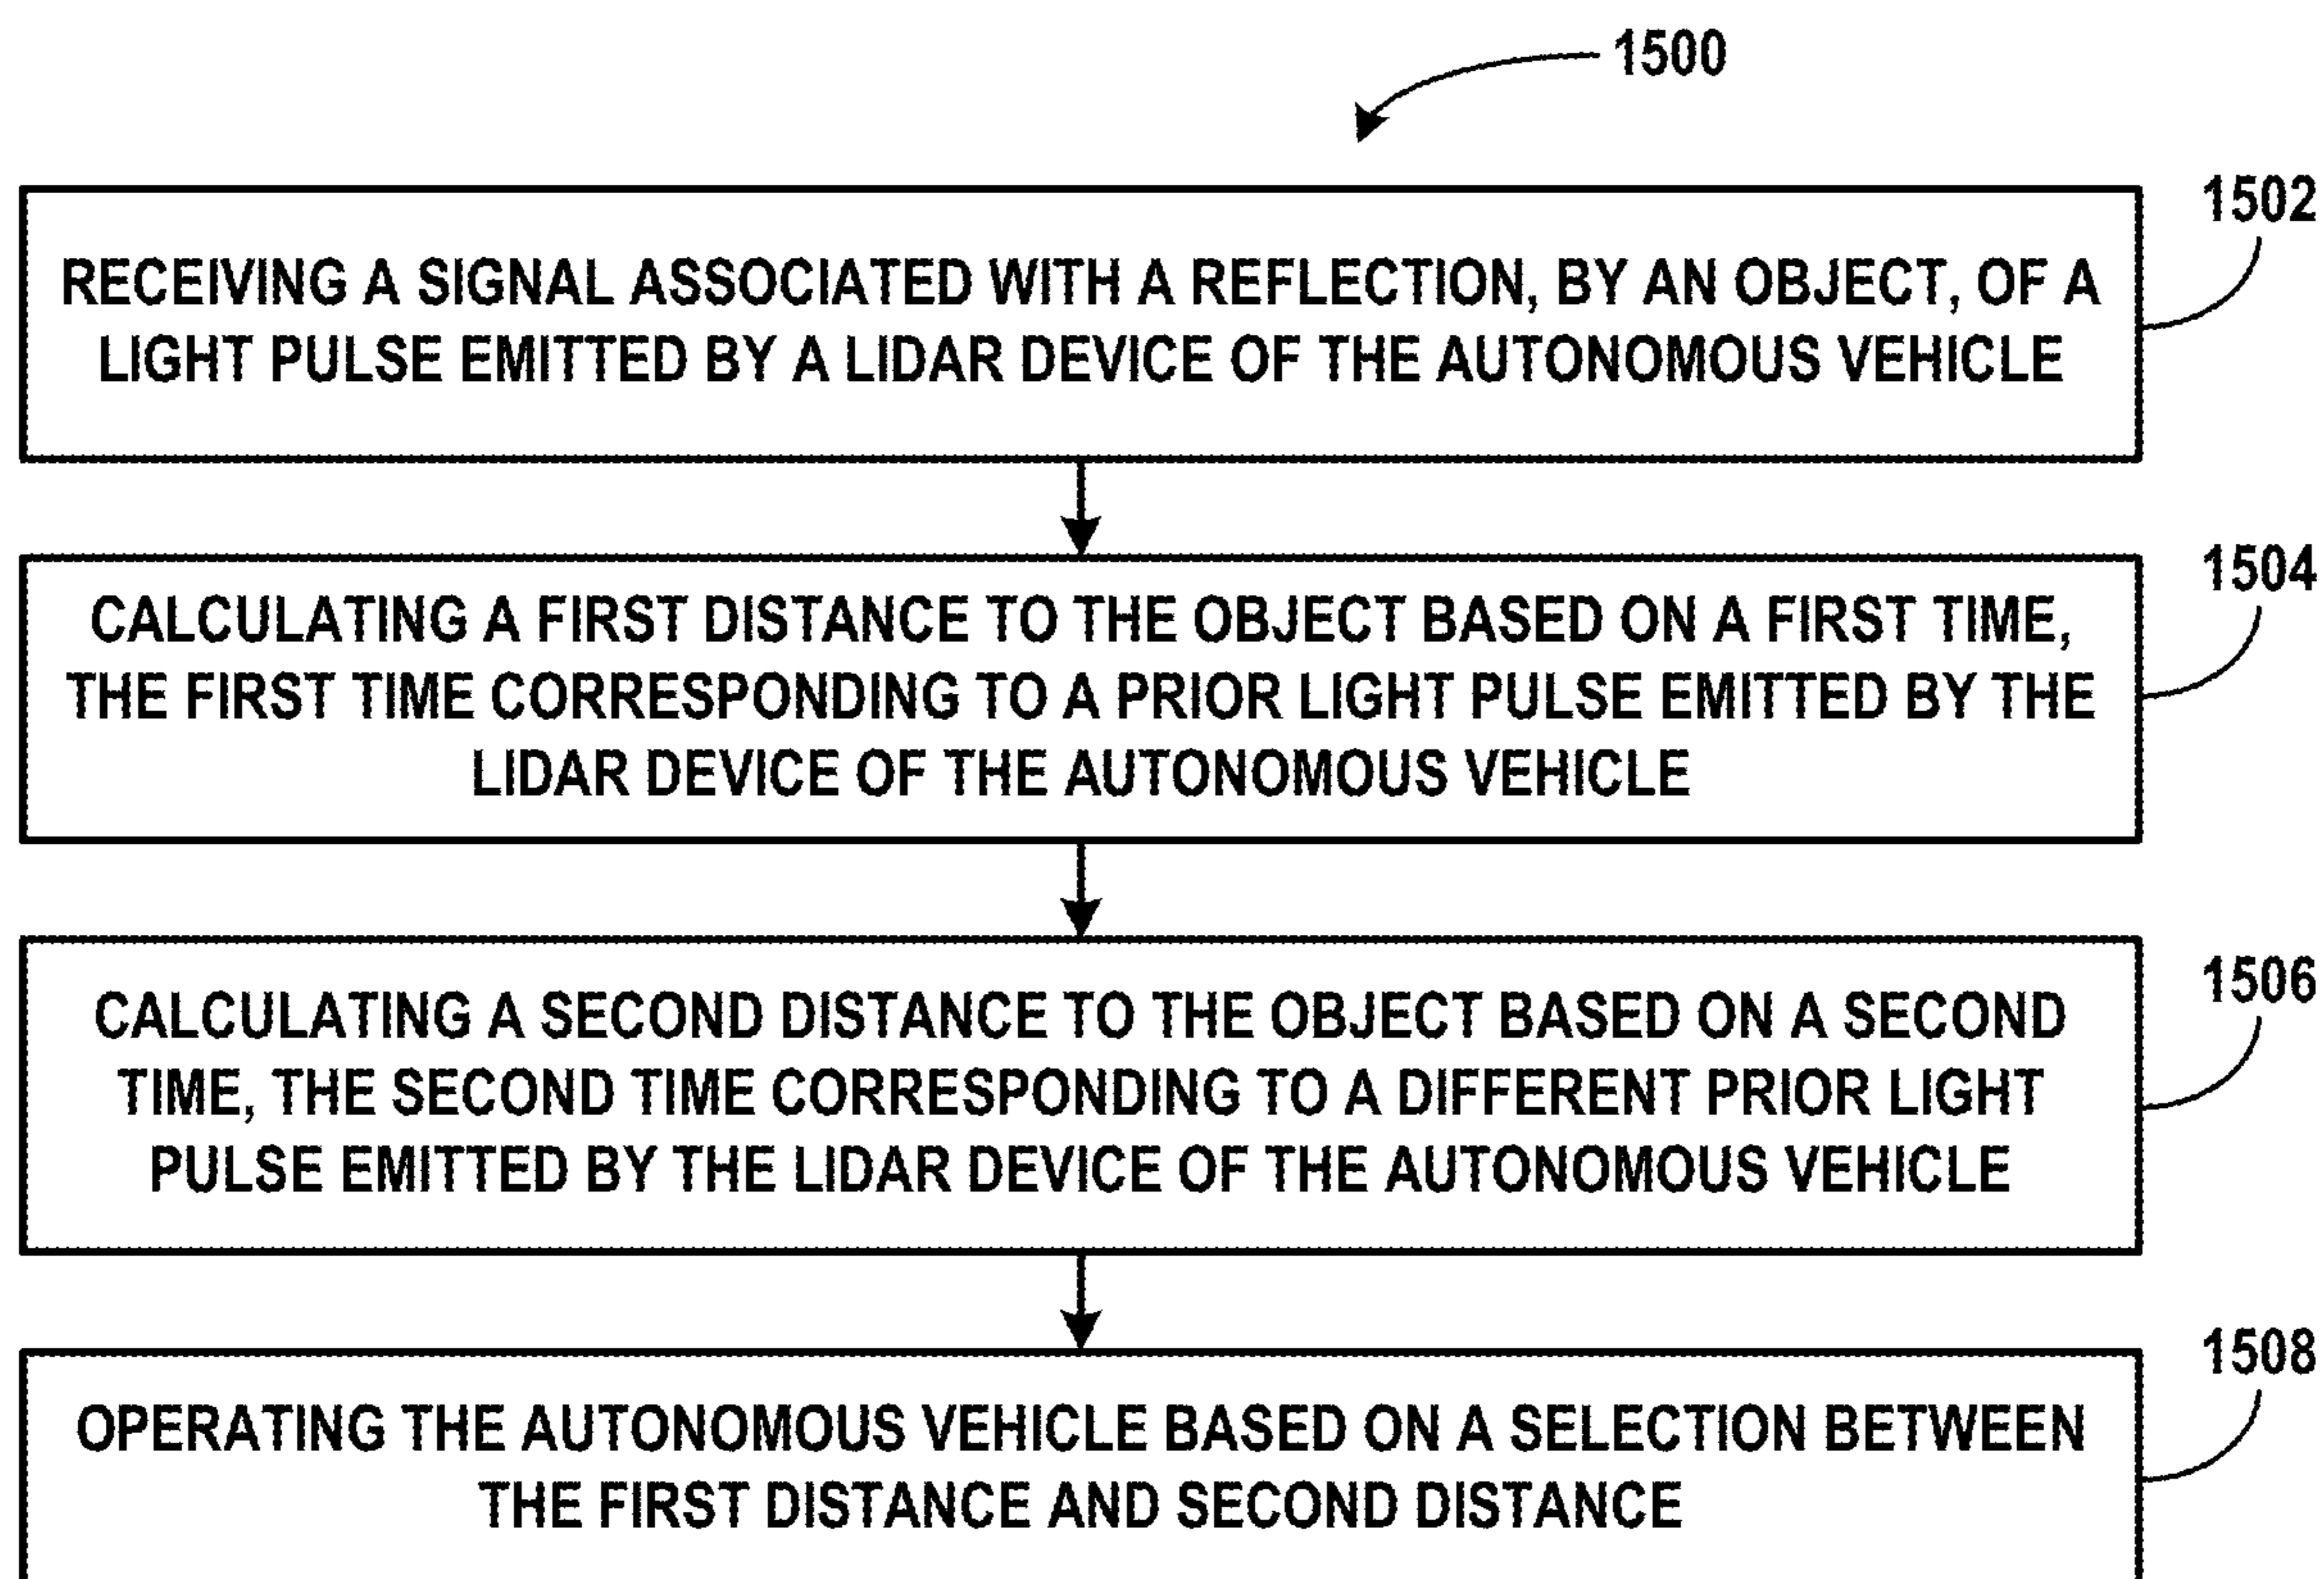 1500
1502
RECEIVING A SIGNAL ASSOCIATED WITH A REFLECTION, BY AN OBJECT, OF A
LIGHT PULSE EMITTED BY A LIDAR DEVICE OF THE AUTONOMOUS VEHICLE
1504
CALCULATING A FIRST DISTANCE TO THE OBJECT BASED ON A FIRST TIME,
THE FIRST TIME CORRESPONDING TO A PRIOR LIGHT PULSE EMITTED BY THE
LIDAR DEVICE OF THE AUTONOMOUS VEHICLE
1506
CALCULATING A SECOND DISTANCE TO THE OBJECT BASED ON A SECOND
TIME, THE SECOND TIME CORRESPONDING TO A DIFFERENT PRIOR LIGHT
PULSE EMITTED BY THE LIDAR DEVICE OF THE AUTONOMOUS VEHICLE
1508
OPERATING THE AUTONOMOUS VEHICLE BASED ON A SELECTION BETWEEN
THE FIRST DISTANCE AND SECOND DISTANCE